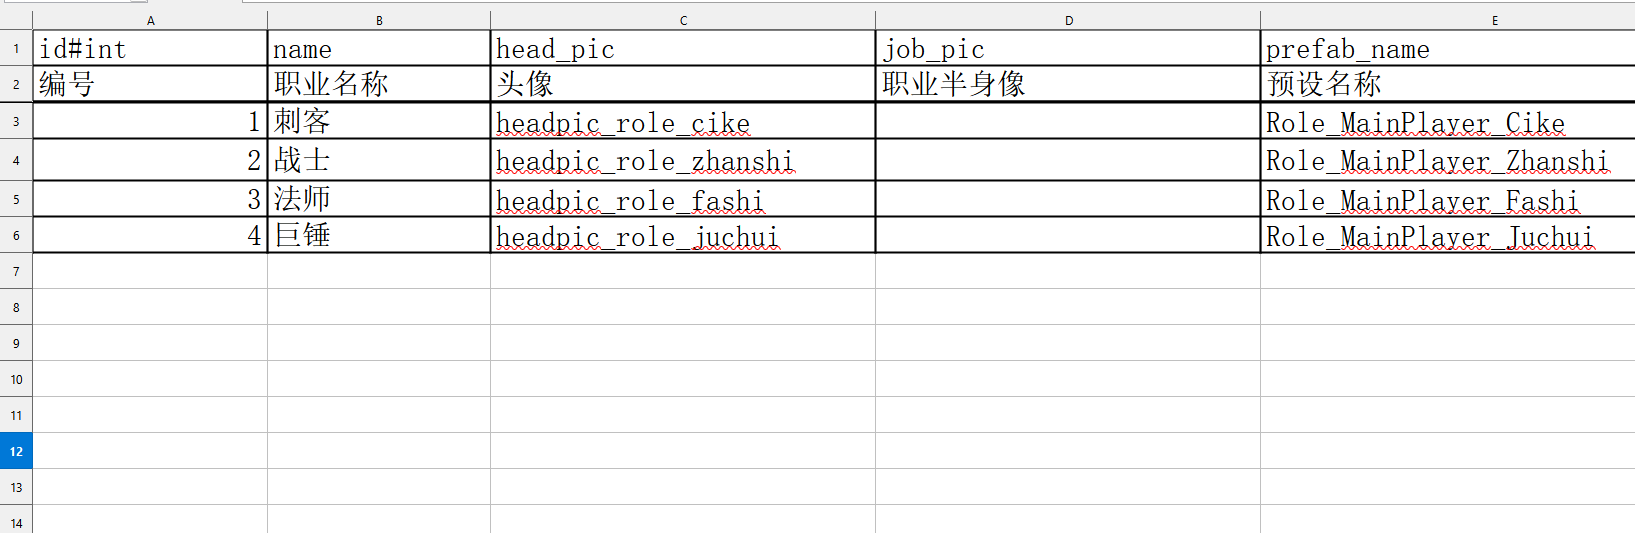 A B C D E
1 id#int name head_pic job_pic prefab_name
2 编号 职业名称 头像 职业半身像 预设名称
3 1 刺客 headpic_role_cike Role_MainPlayer_Cike
4 2 战士 headpic_role_zhanshi Role_MainPlayer_Zhanshi
5 3 法师 headpic_role_fashi Role_MainPlayer_Fashi
6 4 巨锤 headpic_role_juchui Role_MainPlayer_Juchui
7
8
9
10
11
12
13
14